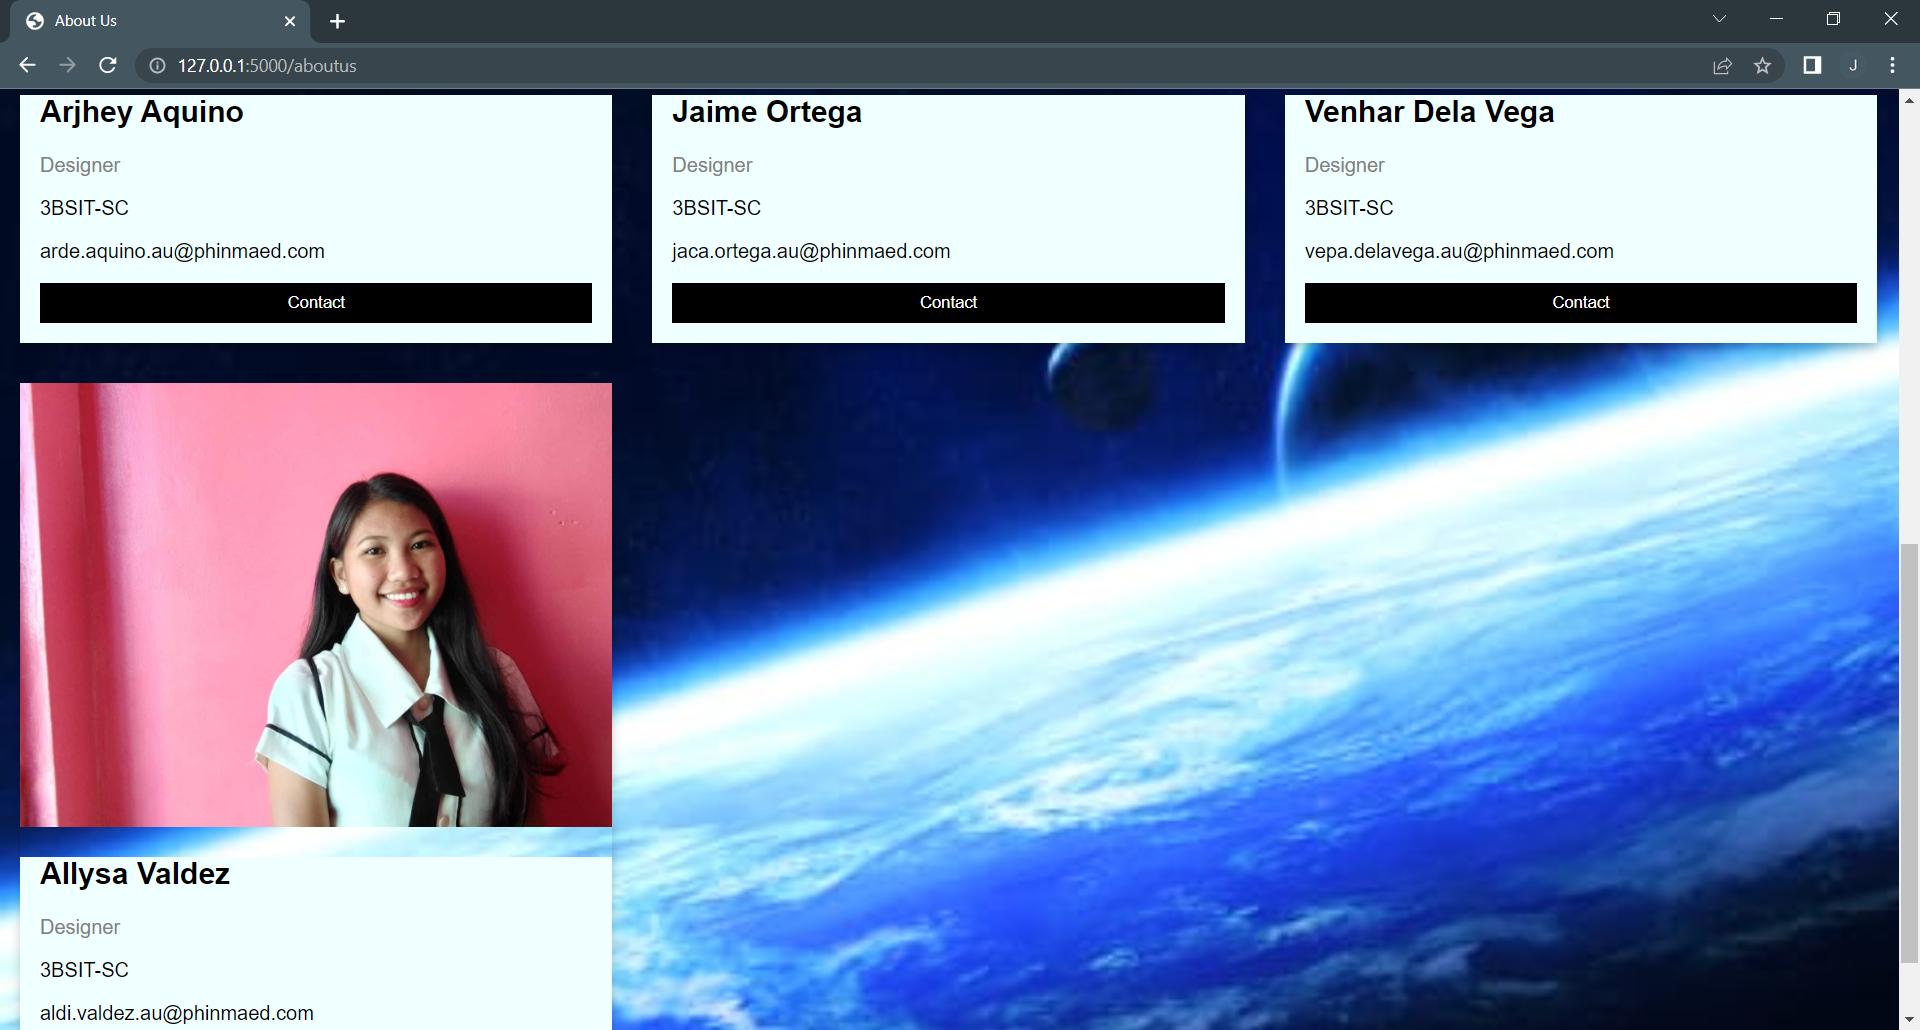 About Us
127.0.0.1:5000/aboutus
J
Arjhey Aquino
Designer
3BSIT-SC
arde.aquino.au@phinmaed.com
Contact
Jaime Ortega
Designer
3BSIT-SC
jaca.ortega.au@phinmaed.com
Contact
Venhar Dela Vega
Designer
3BSIT-SC
vepa.delavega.au@phinmaed.com
Contact
Allysa Valdez
Designer
3BSIT-SC
aldi.valdez.au@phinmaed.com